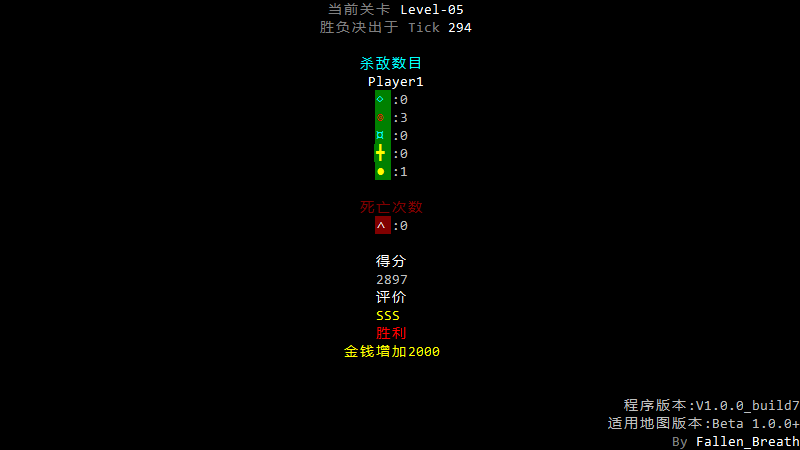 当前关卡 Level-05
胜负决出于 Tick 294
杀敌数目
Player1
◇:0
:3
¤:0
╋:0
●:1
死亡次数
^:0
得分
2897
评价
SSS
胜利
金钱增加2000
程序版本:V1.0.0_build7
适用地图版本:Beta 1.0.0+
By Fallen_Breath